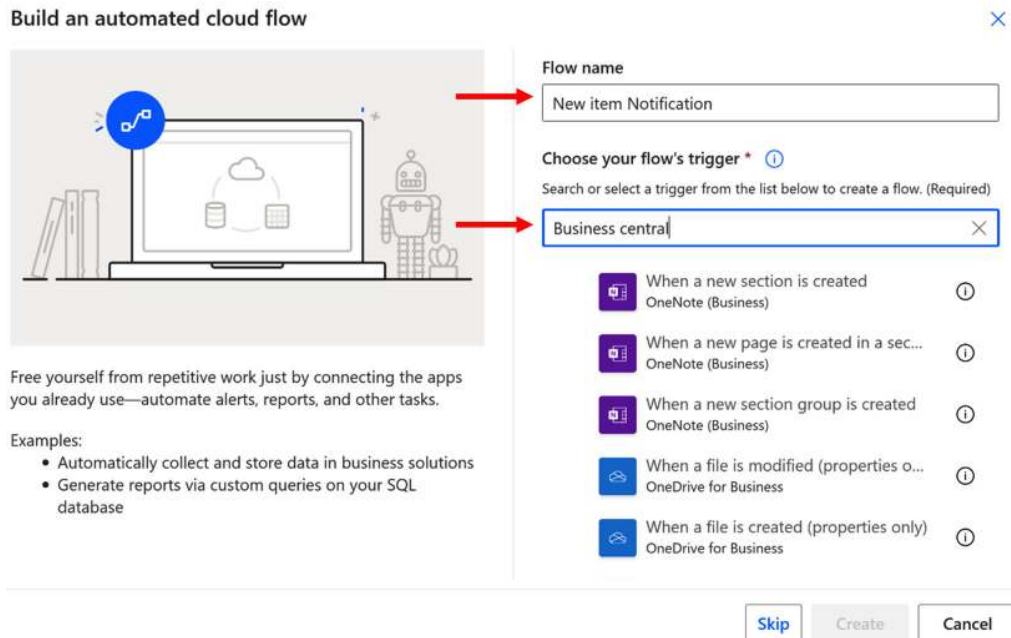 Build an automated cloud flow
Free yourself from repetitive work just by connecting the apps
you already use—automate alerts, reports, and other tasks.
Examples:
• Automatically collect and store data in business solutions
• Generate reports via custom queries on your SQL
database
Flow name
New item Notification
Choose your flow's trigger *
Search or select a trigger from the list below to create a flow. (Required)
Business central
When a new section is created
OneNote (Business)
When a new page is created in a sec...
OneNote (Business)
When a new section group is created
OneNote (Business)
When a file is modified (properties o...
OneDrive for Business
When a file is created (properties only)
OneDrive for Business
Skip
Create
Cancel